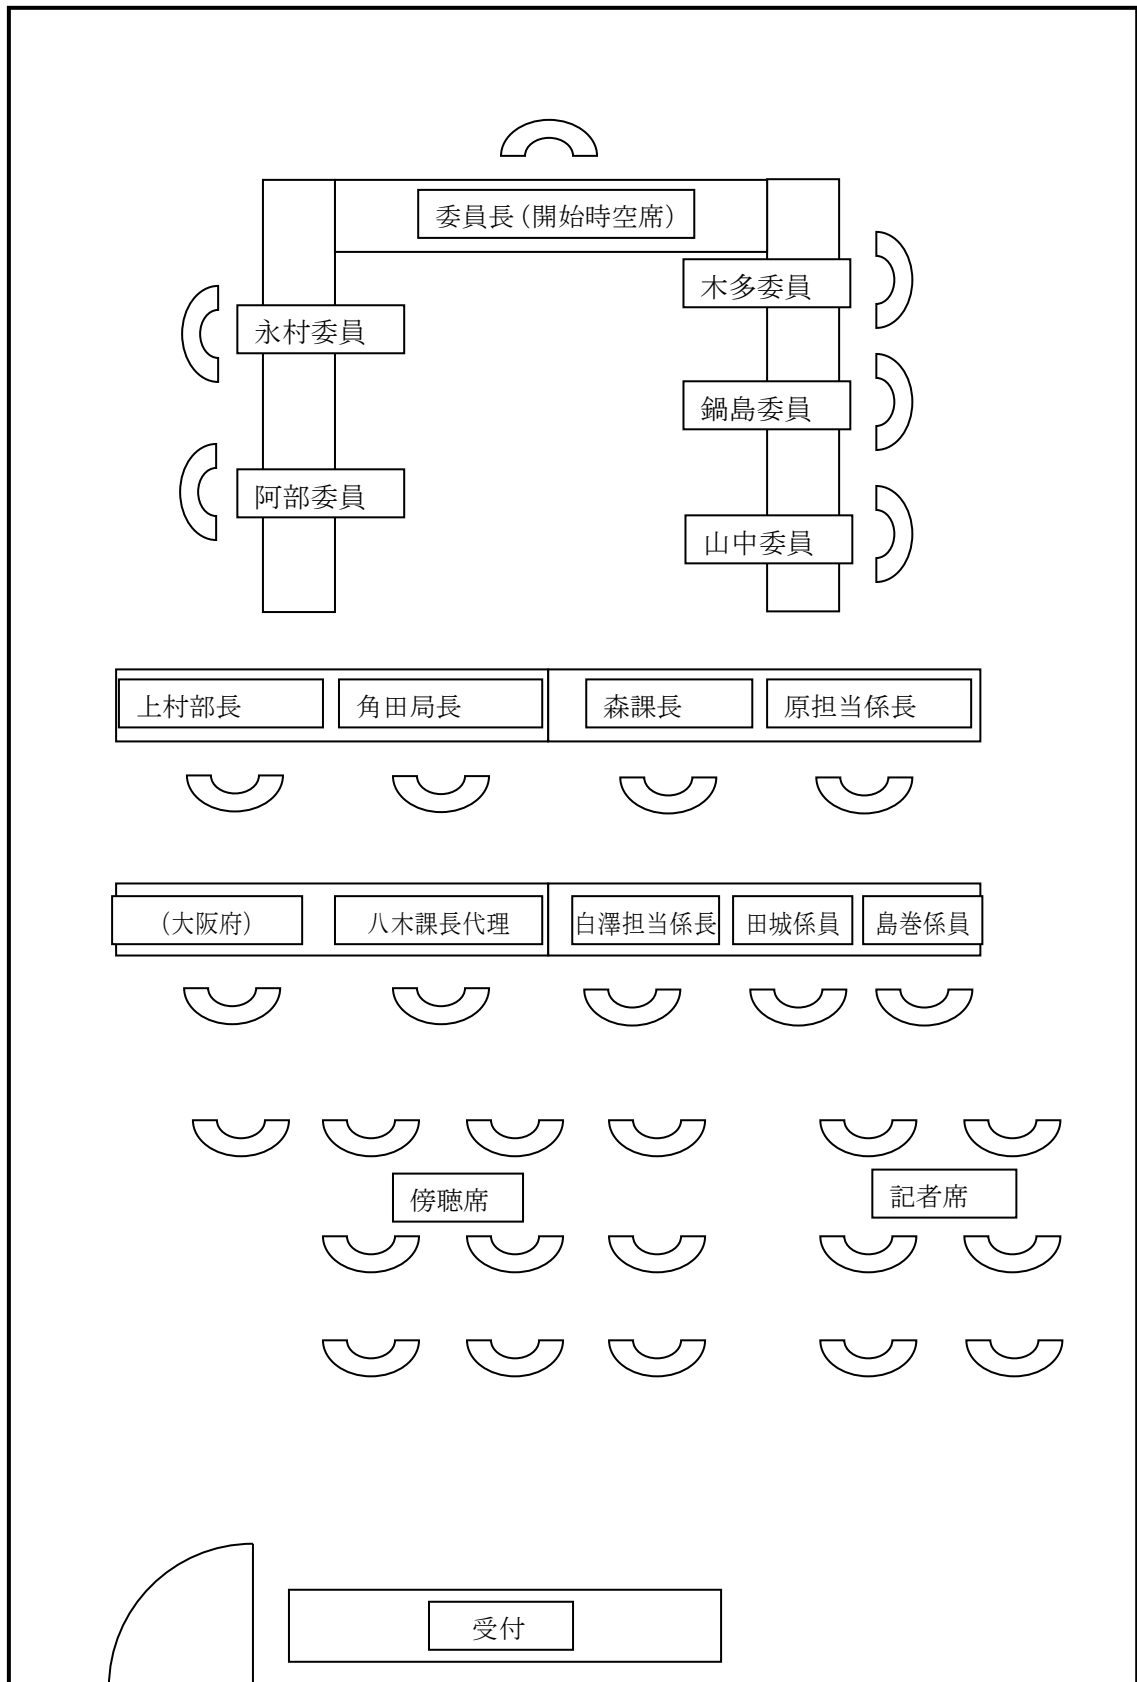 委員長（開始時空席）
木多委員
永村委員
鍋島委員
阿部委員
山中委員
上村部長
角田局長
森課長
原担当係長
（大阪府）
八木課長代理
白澤担当係長
田城係員
島巻係員
傍聴席
記者席
受付